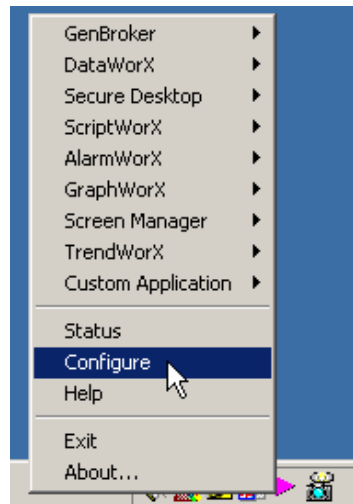 GenBroker
DataWorX
Secure Desktop
ScriptWorX
AlarmWorX
GraphWorX
Screen Manager
TrendWorX
Custom Application
Status
Configure
Help
Exit
About...